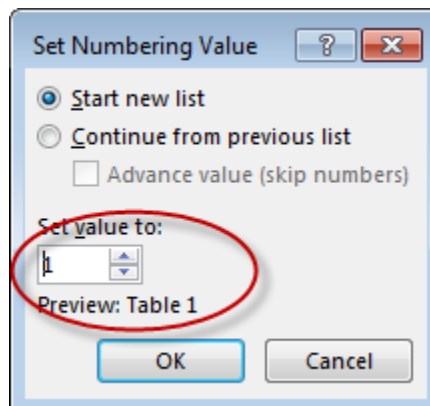 Set Numbering Value ?
Start new list
Continue from previous list
Advance value (skip numbers)
Set value to:
1
Preview: Table 1
OK Cancel